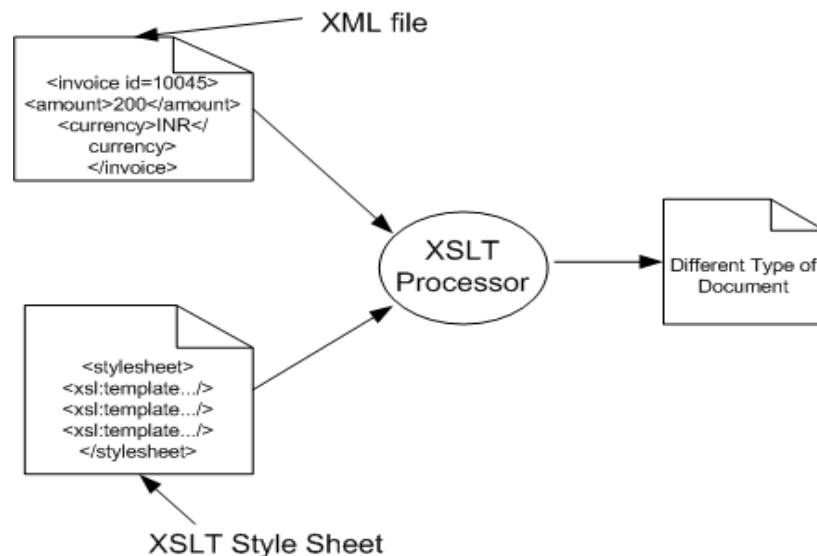 XML file
<invoice id=10045>
<amount>200</amount>
<currency>INR</
currency>
</invoice>
XSLT
Processor
Different Type of
Document
<stylesheet>
<xsl:template.../>
<xsl:template.../>
<xsl:template.../>
</stylesheet>
XSLT Style Sheet